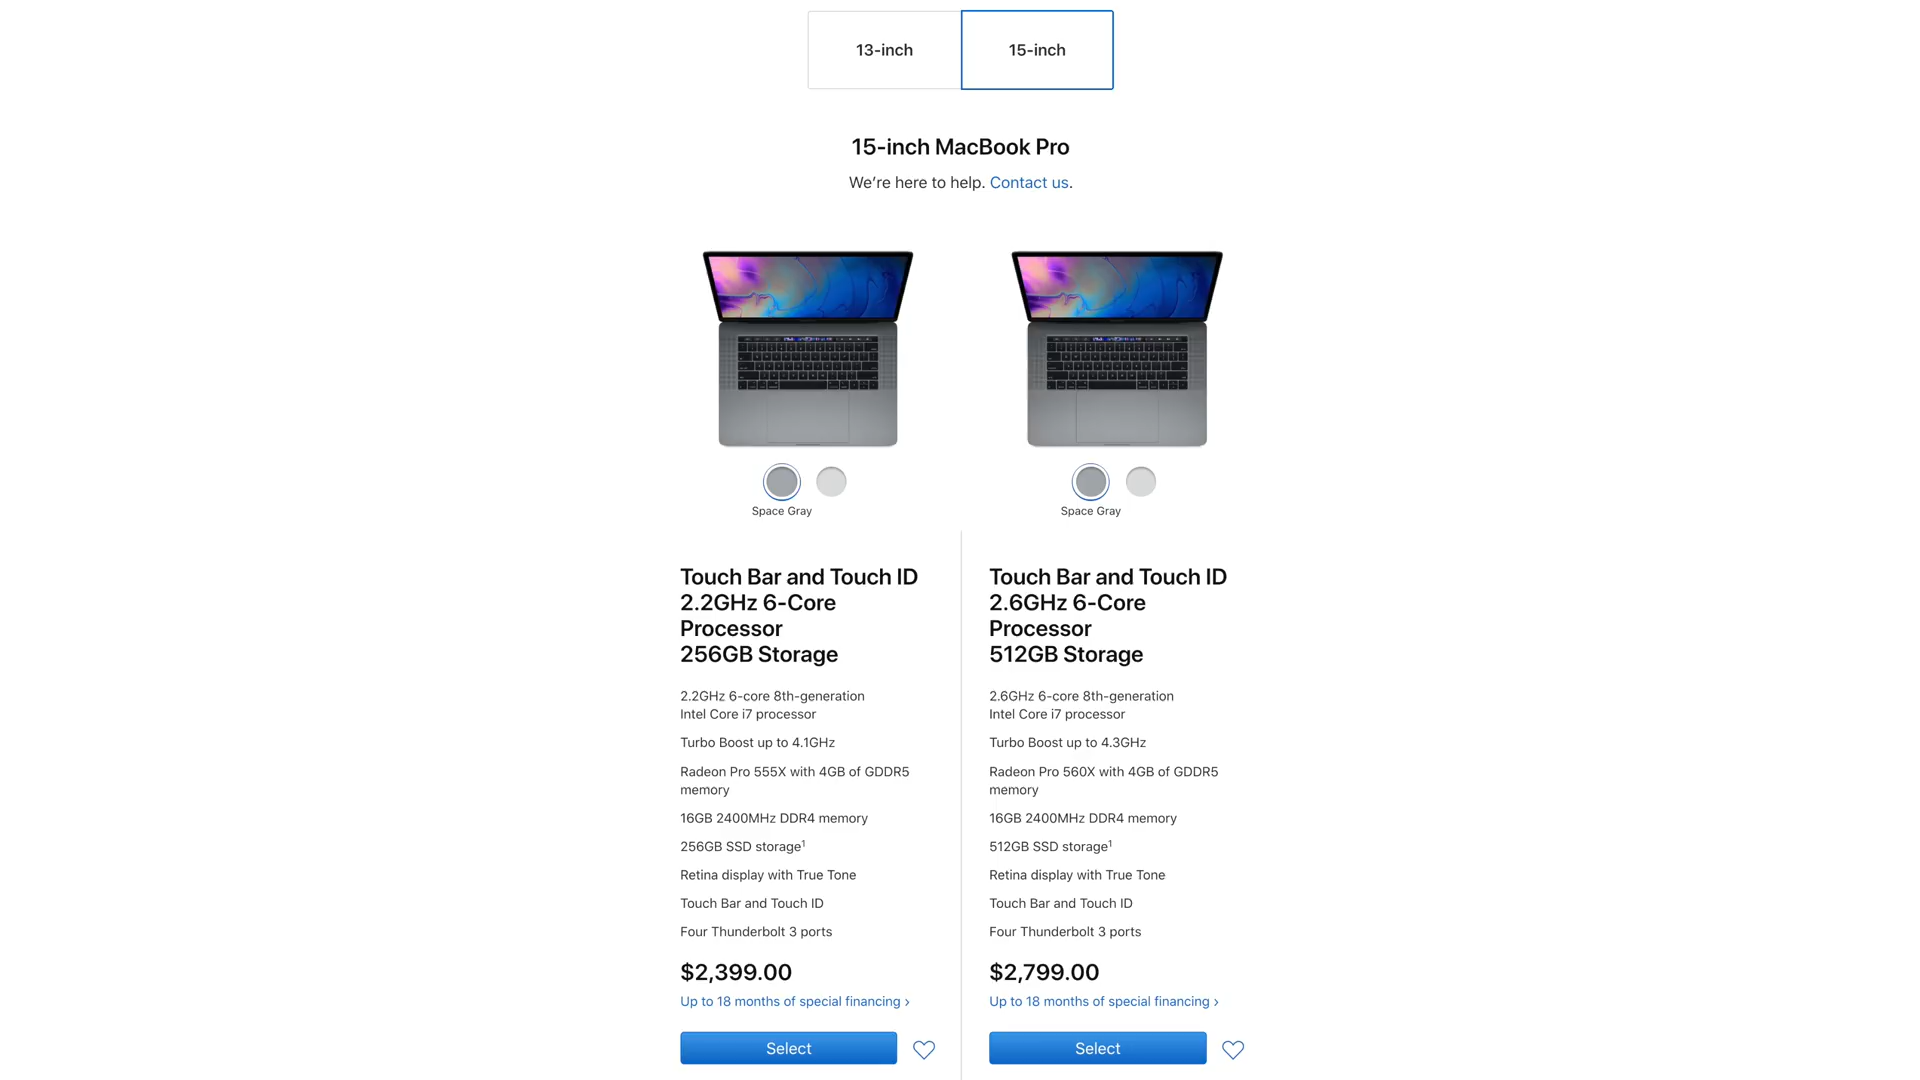 13-inch
15-inch
15-inch MacBook Pro
We’re here to help. Contact us.
Space Gray
Space Gray
Touch Bar and Touch ID
2.2GHz 6-Core
Processor
256GB Storage
2.2GHz 6-core 8th-generation
Intel Core i7 processor
Turbo Boost up to 4.1GHz
Radeon Pro 555X with 4GB of GDDR5
memory
16GB 2400MHz DDR4 memory
256GB SSD storage¹
Retina display with True Tone
Touch Bar and Touch ID
Four Thunderbolt 3 ports
$2,399.00
Up to 18 months of special financing ›
Select
Touch Bar and Touch ID
2.6GHz 6-Core
Processor
512GB Storage
2.6GHz 6-core 8th-generation
Intel Core i7 processor
Turbo Boost up to 4.3GHz
Radeon Pro 560X with 4GB of GDDR5
memory
16GB 2400MHz DDR4 memory
512GB SSD storage¹
Retina display with True Tone
Touch Bar and Touch ID
Four Thunderbolt 3 ports
$2,799.00
Up to 18 months of special financing ›
Select